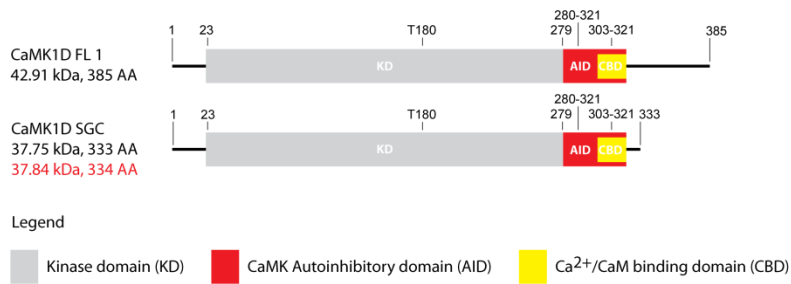 280-321
1 23 T180 279 303-321 385
CaMK1D FL 1
42.91 kDa, 385 AA
KD AID CBD
280-321
1 23 T180 279 303-321 333
CaMK1D SGC
37.75 kDa, 333 AA
37.84 kDa, 334 AA
KD AID CBD
Legend
Kinase domain (KD) CaMK Autoinhibitory domain (AID) Ca2+/CaM binding domain (CBD)